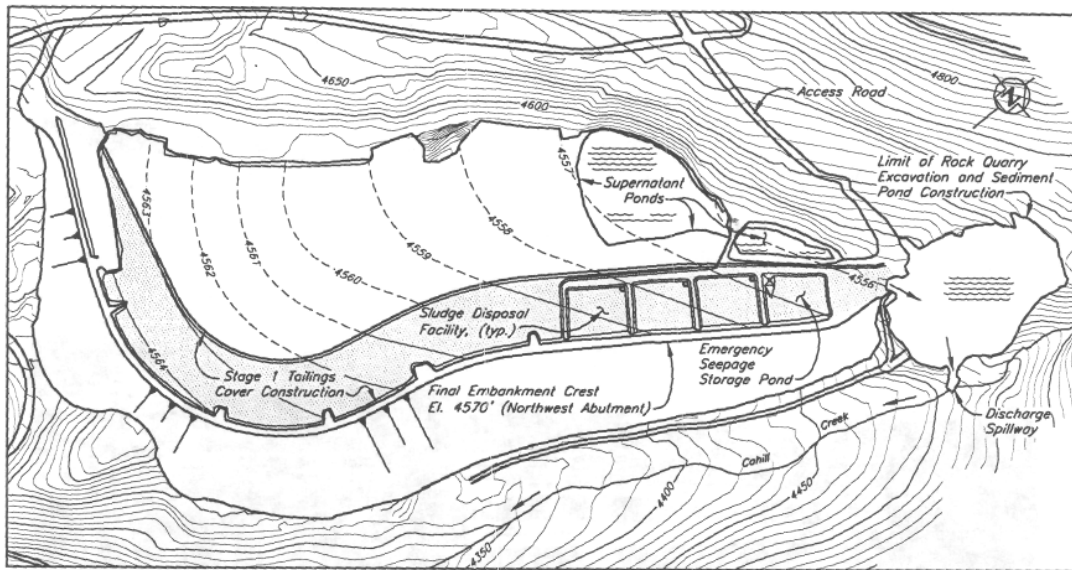 4650
4600
4800
Access Road
N
Limit of Rock Quarry
Excavation and Sediment
Pond Construction
4557
Supernatant
Ponds
4563
4562
4561
4560
4559
4558
4556
Sludge Disposal
Facility, (typ.)
Emergency
Seepage
Storage Pond
4564
Stage 1 Tailings
Cover Construction
Final Embankment Crest
El. 4570' (Northwest Abutment)
Discharge
Spillway
Cahill
Creek
4400
4450
4350